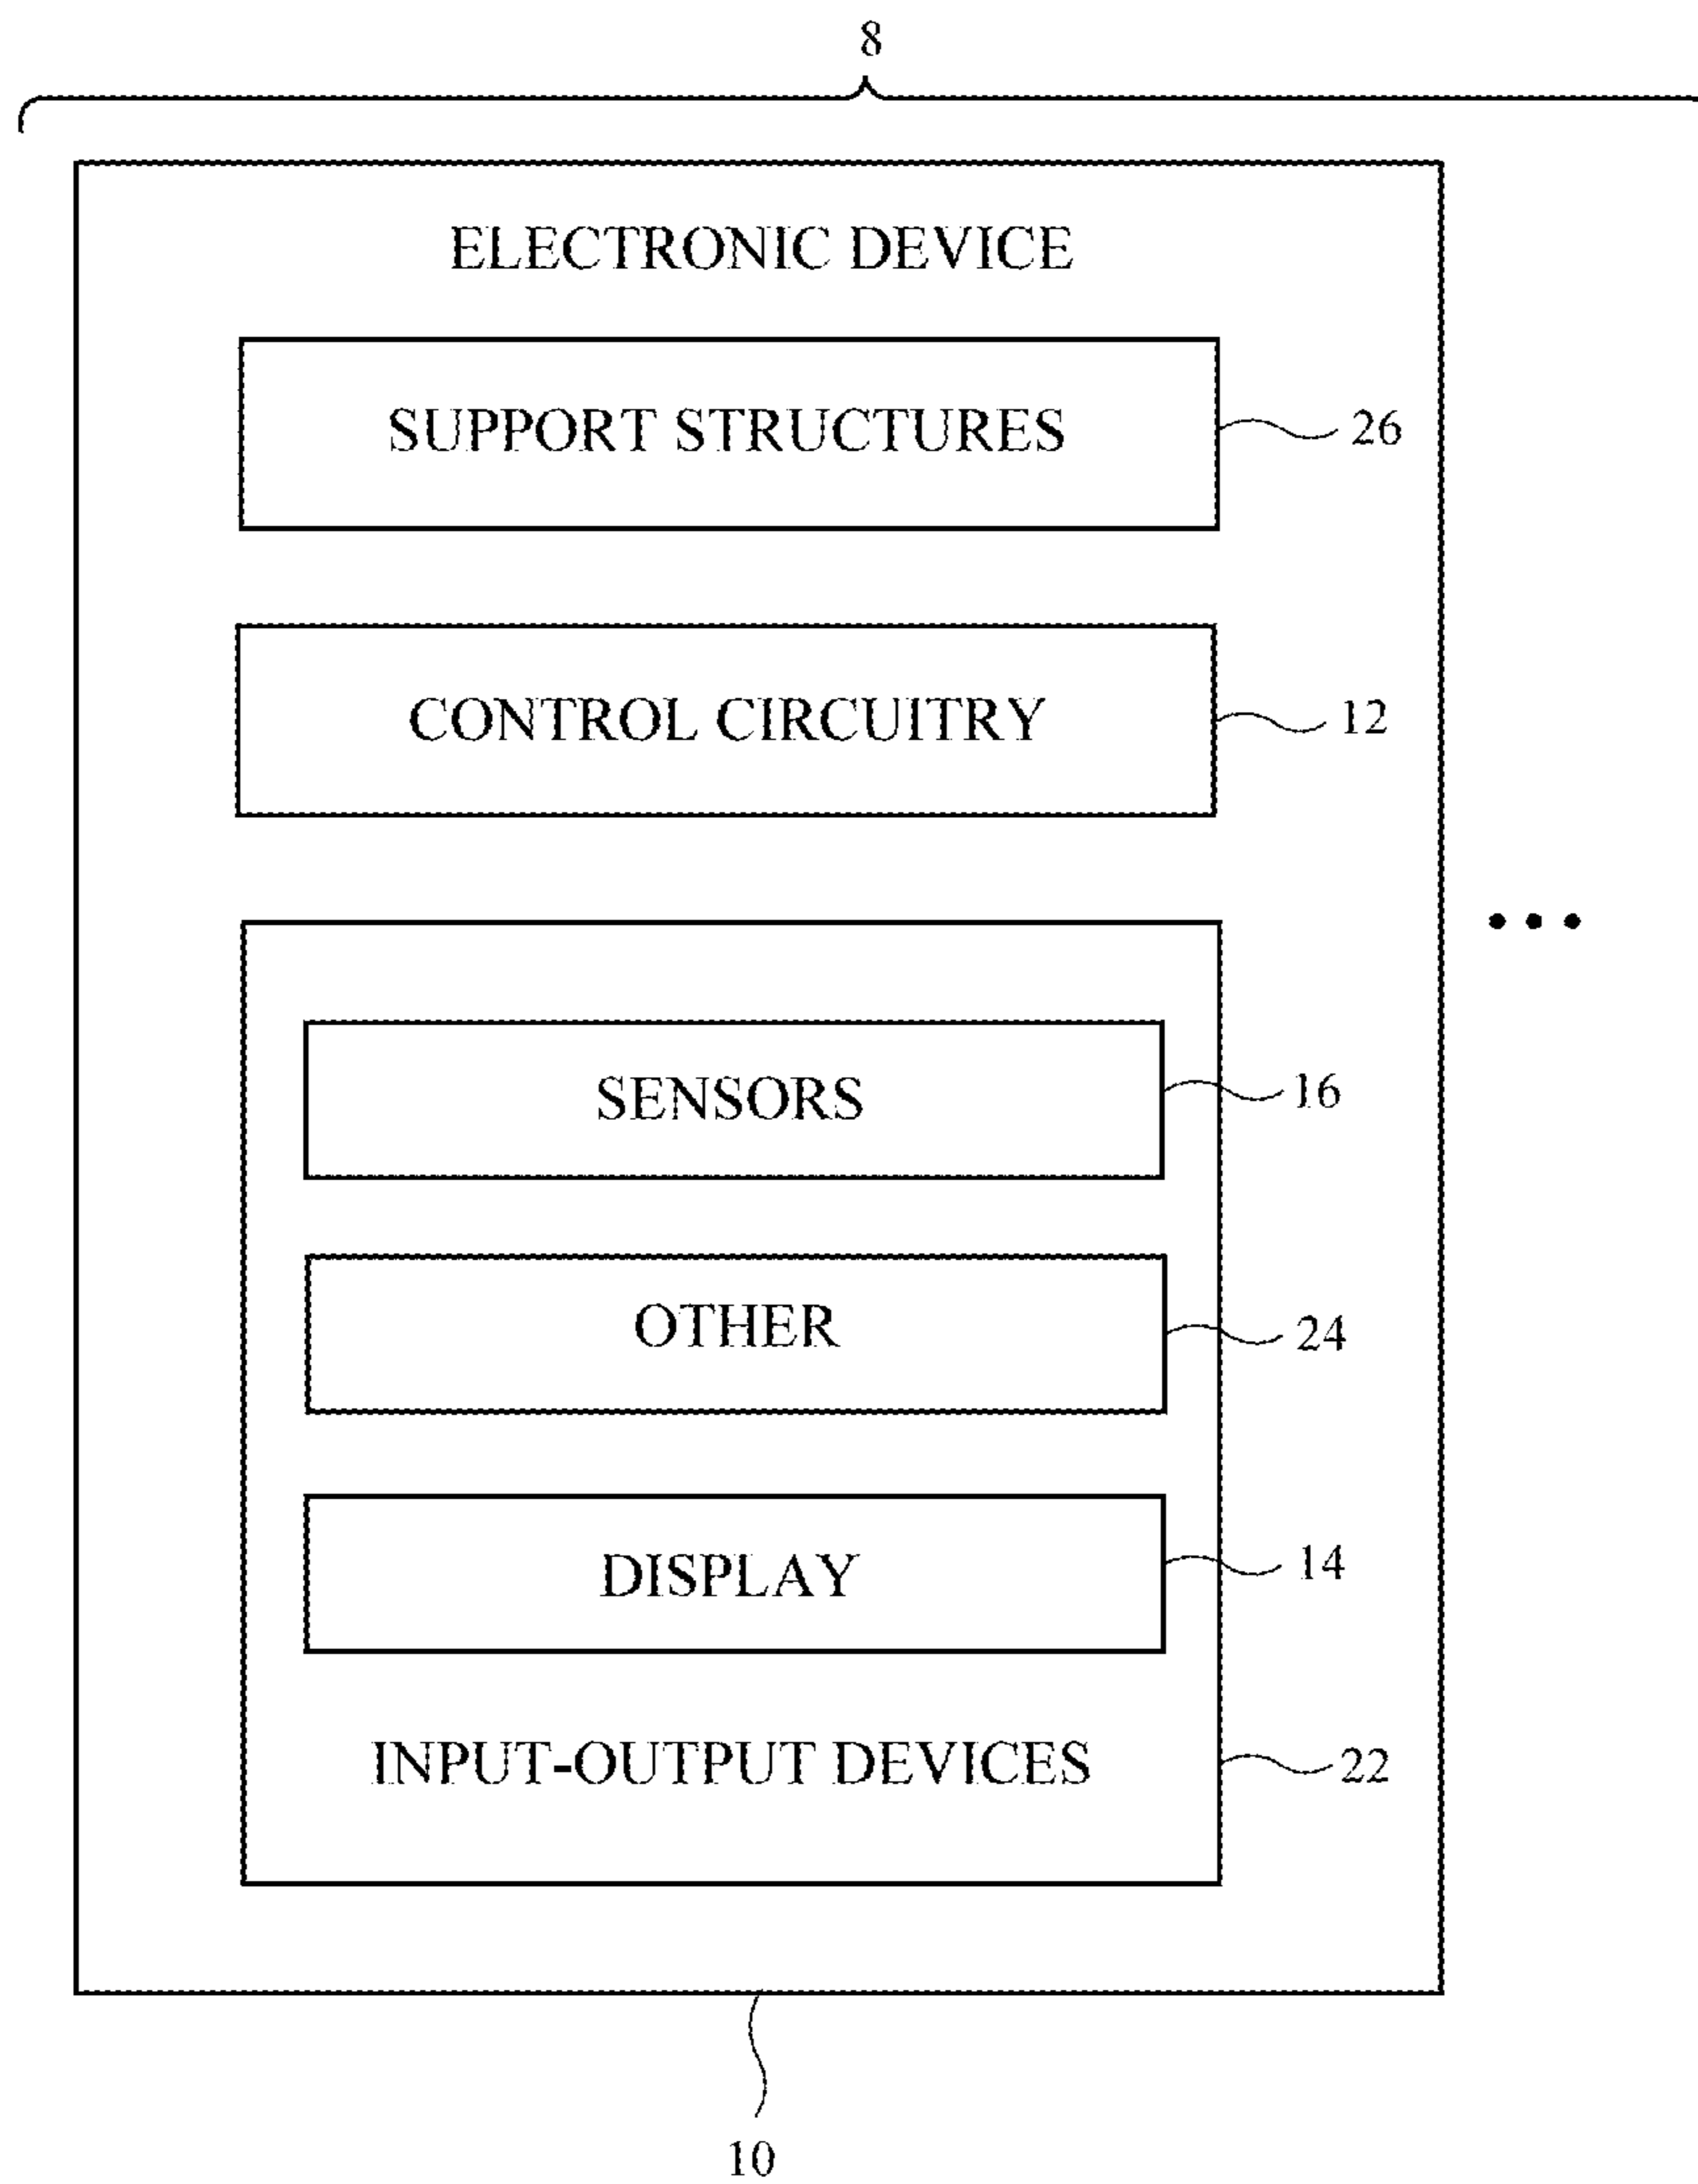 8
ELECTRONIC DEVICE
SUPPORT STRUCTURES
26
CONTROL CIRCUITRY
12
SENSORS
16
OTHER
24
DISPLAY
14
INPUT-OUTPUT DEVICES
22
10